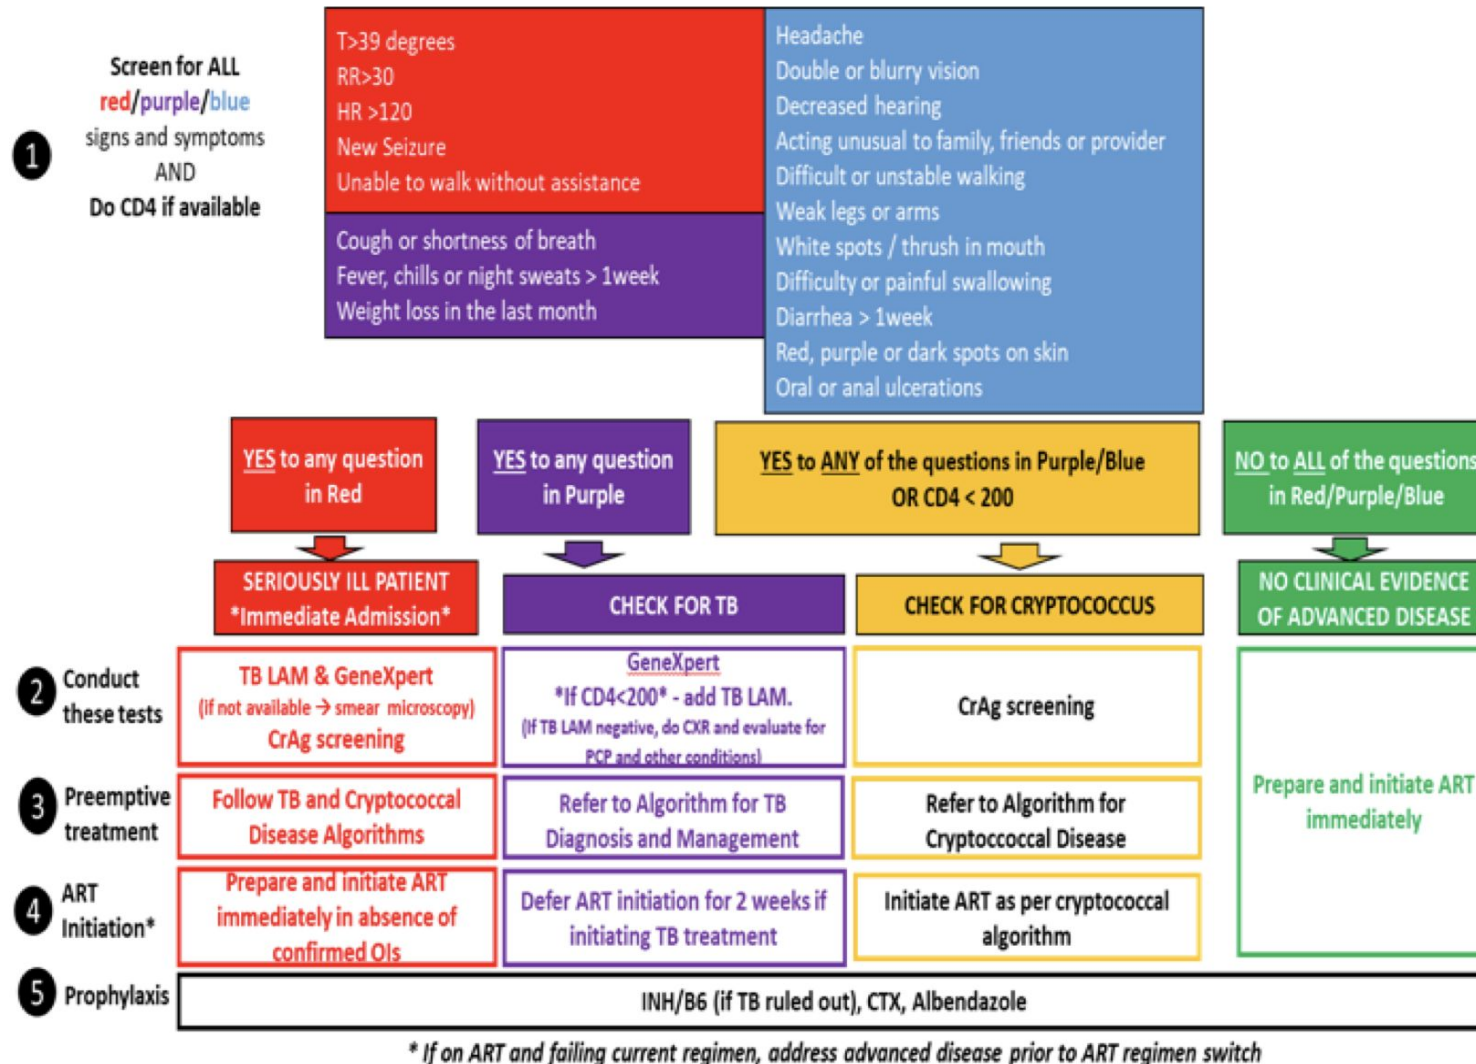 1
Screen for ALL
red/purple/blue
signs and symptoms
AND
Do CD4 if available
T>39 degrees
RR>30
HR >120
New Seizure
Unable to walk without assistance
Cough or shortness of breath
Fever, chills or night sweats > 1week
Weight loss in the last month
Headache
Double or blurry vision
Decreased hearing
Acting unusual to family, friends or provider
Difficult or unstable walking
Weak legs or arms
White spots / thrush in mouth
Difficulty or painful swallowing
Diarrhea > 1week
Red, purple or dark spots on skin
Oral or anal ulcerations
YES to any question
in Red
YES to any question
in Purple
YES to ANY of the questions in Purple/Blue
OR CD4 < 200
NO to ALL of the questions
in Red/Purple/Blue
SERIOUSLY ILL PATIENT
*Immediate Admission*
CHECK FOR TB
CHECK FOR CRYPTOCOCCUS
NO CLINICAL EVIDENCE
OF ADVANCED DISEASE
2
Conduct
these tests
TB LAM & GeneXpert
(if not available → smear microscopy)
CrAg screening
GeneXpert
*If CD4<200* - add TB LAM.
(If TB LAM negative, do CXR and evaluate for
PCP and other conditions)
CrAg screening
Prepare and initiate ART
immediately
3
Preemptive
treatment
Follow TB and Cryptococcal
Disease Algorithms
Refer to Algorithm for TB
Diagnosis and Management
Refer to Algorithm for
Cryptoccoccal Disease
4
ART
Initiation*
Prepare and initiate ART
immediately in absence of
confirmed OIs
Defer ART initiation for 2 weeks if
initiating TB treatment
Initiate ART as per cryptococcal
algorithm
5
Prophylaxis
INH/B6 (if TB ruled out), CTX, Albendazole
* If on ART and failing current regimen, address advanced disease prior to ART regimen switch